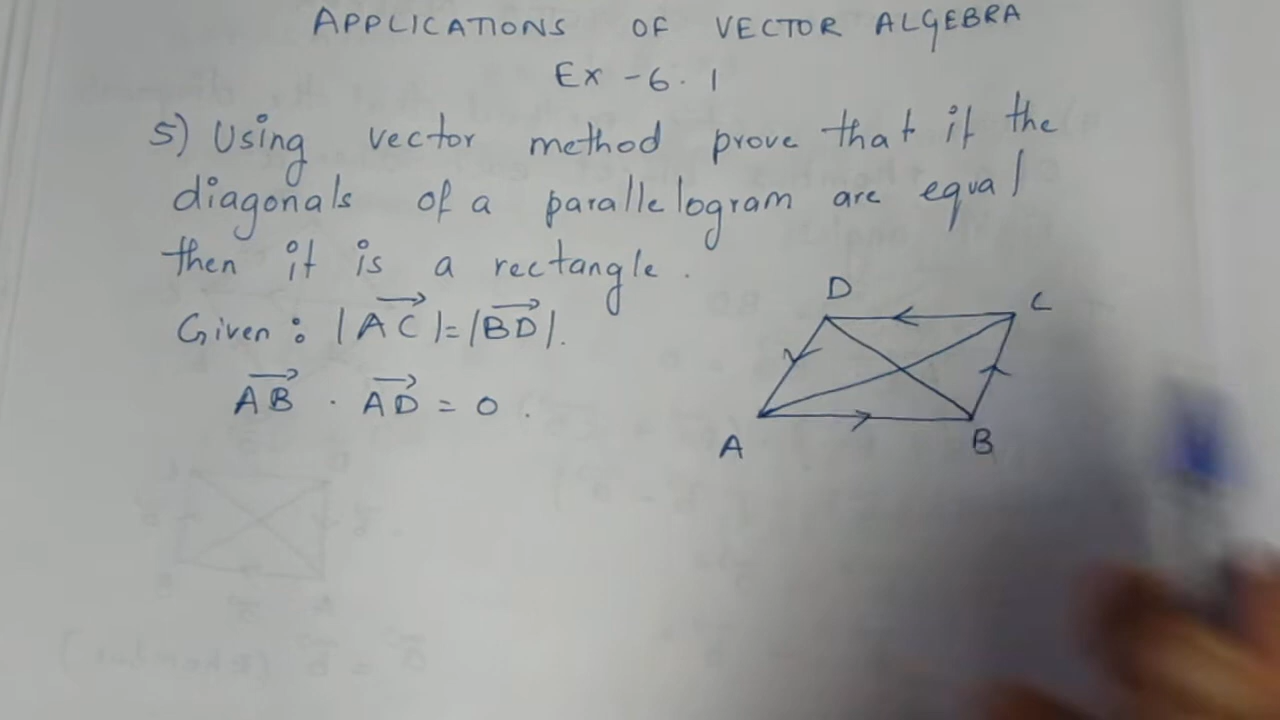 APPLICATIONS OF VECTOR ALGEBRA
Ex - 6.1
5) Using vector method prove that if the
diagonals of a parallelogram are equal
then it is a rectangle.
Given : |AC⃗| = |BD⃗|.
AB⃗ · AD⃗ = 0.
D
C
A
B